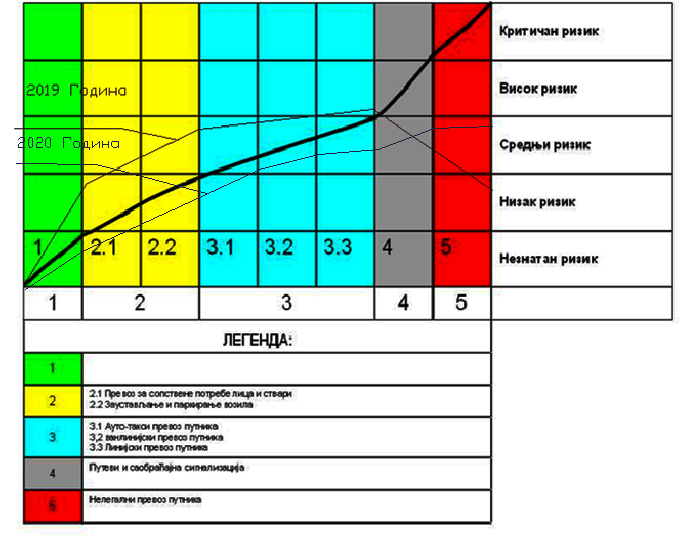 Критичан ризик
2019 Година
Висок ризик
2020 Година
Средњи ризик
Низак ризик
1 2.1 2.2 3.1 3.2 3.3 4 5
Незнатан ризик
1 2 3 4 5
ЛЕГЕНДА:
1
2
2.1 Превоз за сопствене потребе лица и ствари
2.2 Заустављање и паркирање возила
3
3.1 Ауто-такси превоз путника
3,2 ванлинијски превоз путника
3.3 Линијски превоз путника
4
Путеви и саобраћајна сигнализација
5
Нелегални превоз путника